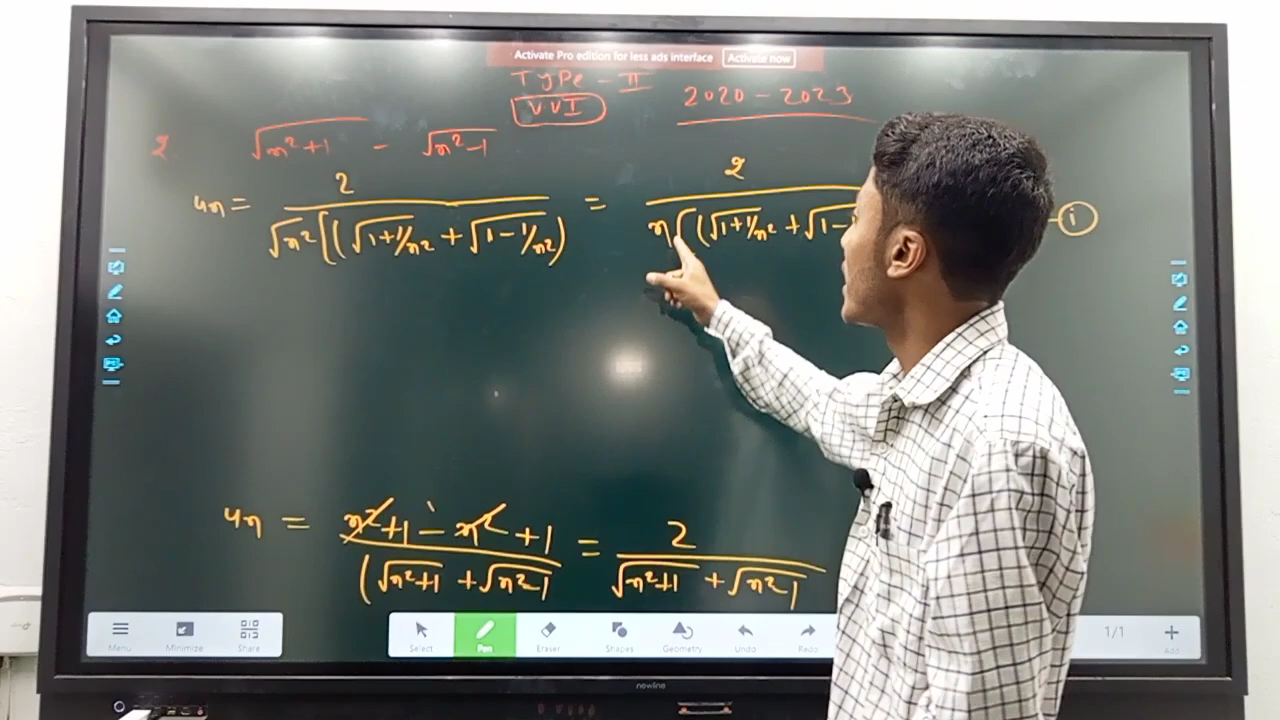 Activate Pro edition for less ads interface Activate now
TYPe - II
VVI
2020 - 2023
2. √n²+1 - √n²-1
un = 2 / √n² [(√1+1/n² + √1-1/n²) = 2 / n[(√1+1/n² + √1- (i)
un = n²+1 - n²+1 / (√n²+1 + √n²-1 = 2 / √n²+1 + √n²-1
Menu Minimize Share Select Pen Eraser Shapes Geometry Undo Redo 1/1 Add
newline